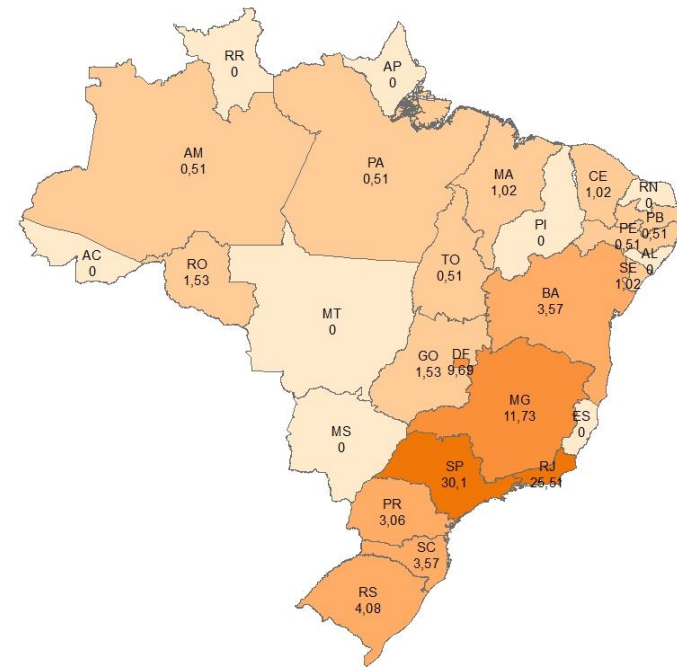 RR
0
AP
0
AM
0,51
PA
0,51
MA
1,02
CE
1,02
RN
0
PB
0,51
PE
0,51
PI
0
AL
0
SE
1,02
AC
0
RO
1,53
TO
0,51
BA
3,57
MT
0
GO
1,53
DF
9,69
MG
11,73
ES
0
MS
0
SP
30,1
RJ
25,51
PR
3,06
SC
3,57
RS
4,08